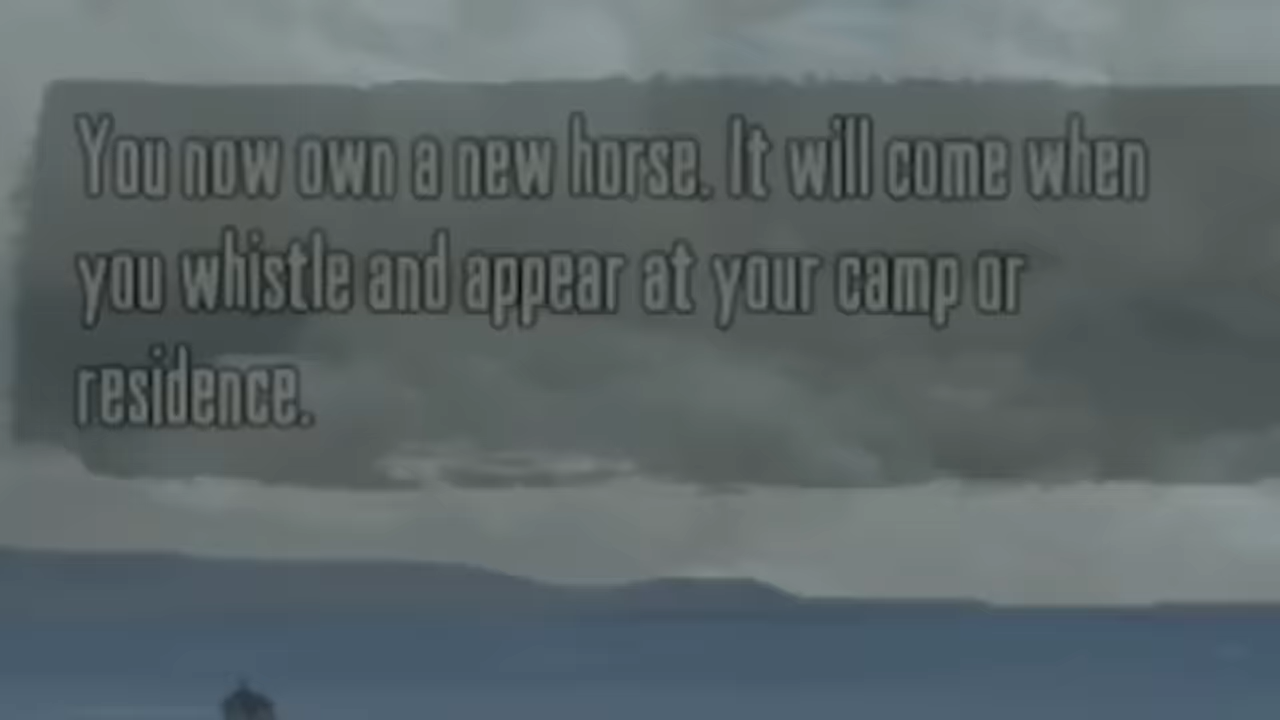 You now own a new horse. It will come when
you whistle and appear at your camp or
residence.